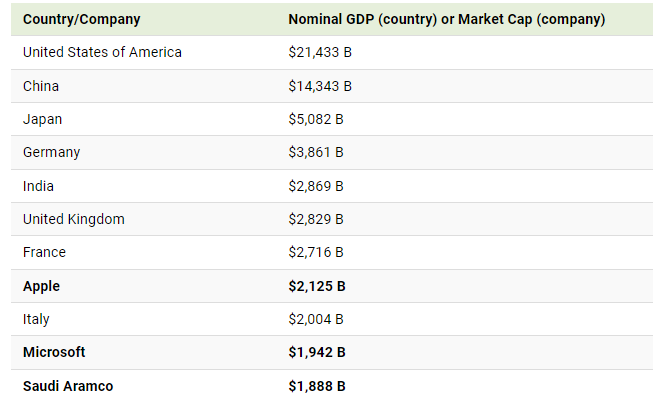 Country/Company Nominal GDP (country) or Market Cap (company)
United States of America $21,433 B
China $14,343 B
Japan $5,082 B
Germany $3,861 B
India $2,869 B
United Kingdom $2,829 B
France $2,716 B
Apple $2,125 B
Italy $2,004 B
Microsoft $1,942 B
Saudi Aramco $1,888 B